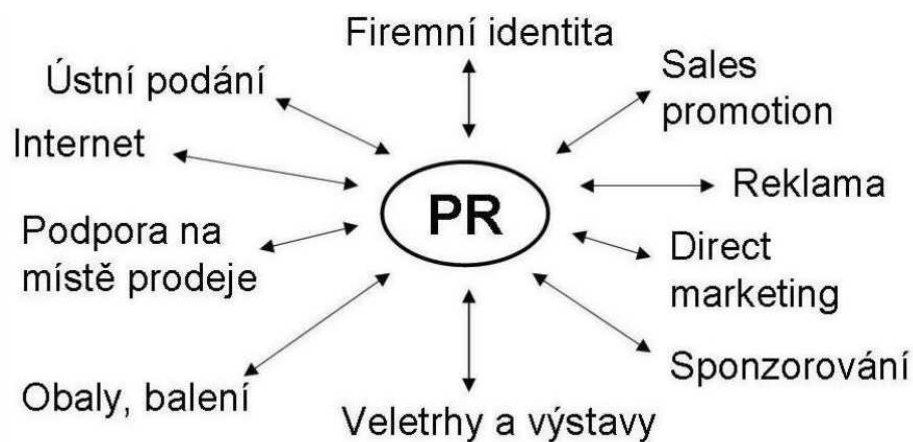 Firemní identita
Ústní podání
Sales
promotion
Internet
Reklama
PR
Podpora na
místě prodeje
Direct
marketing
Sponzorování
Obaly, balení
Veletrhy a výstavy